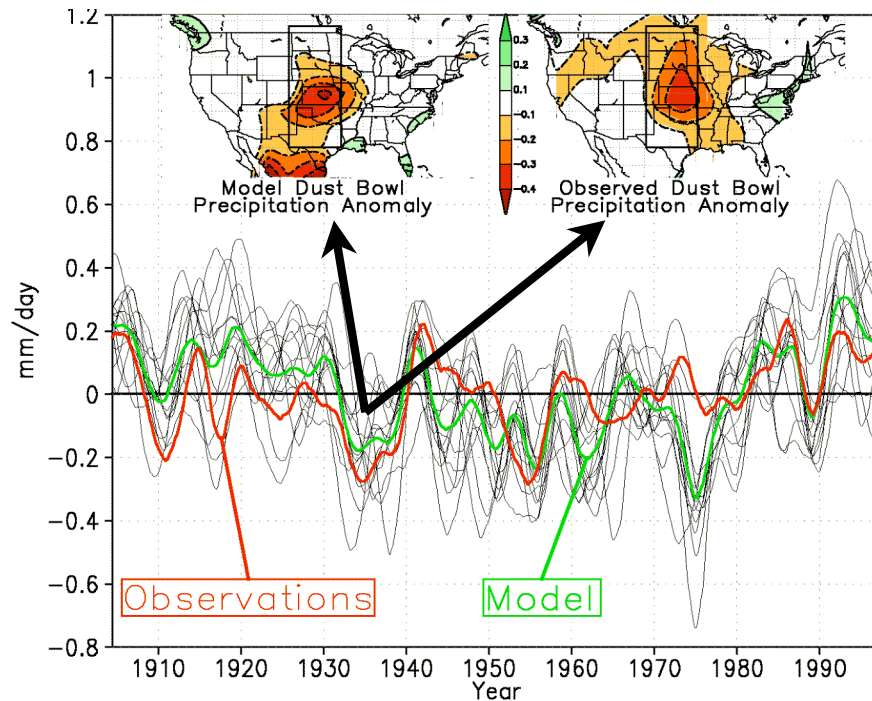 1.2
1
0.8
0.6
0.4
0.2
0
−0.2
−0.4
−0.6
−0.8
mm/day
0.3
0.2
0.1
−0.1
−0.2
−0.3
−0.4
Model Dust Bowl
Precipitation Anomaly
Observed Dust Bowl
Precipitation Anomaly
Observations
Model
1910 1920 1930 1940 1950 1960 1970 1980 1990
Year